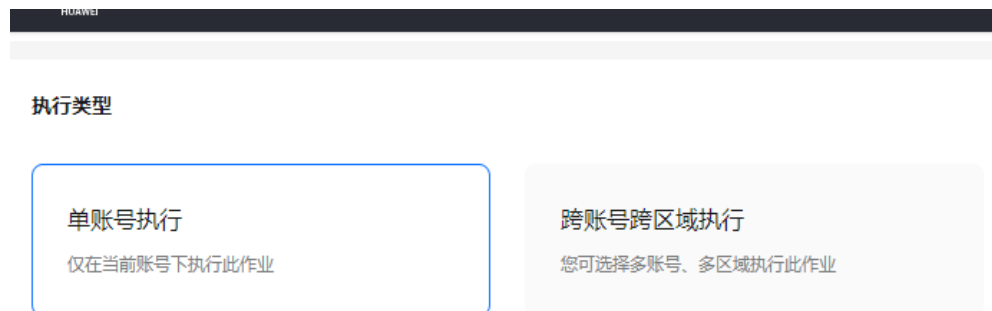 HUAWEI
执行类型
单账号执行
跨账号跨区域执行
仅在当前账号下执行此作业
您可选择多账号、多区域执行此作业